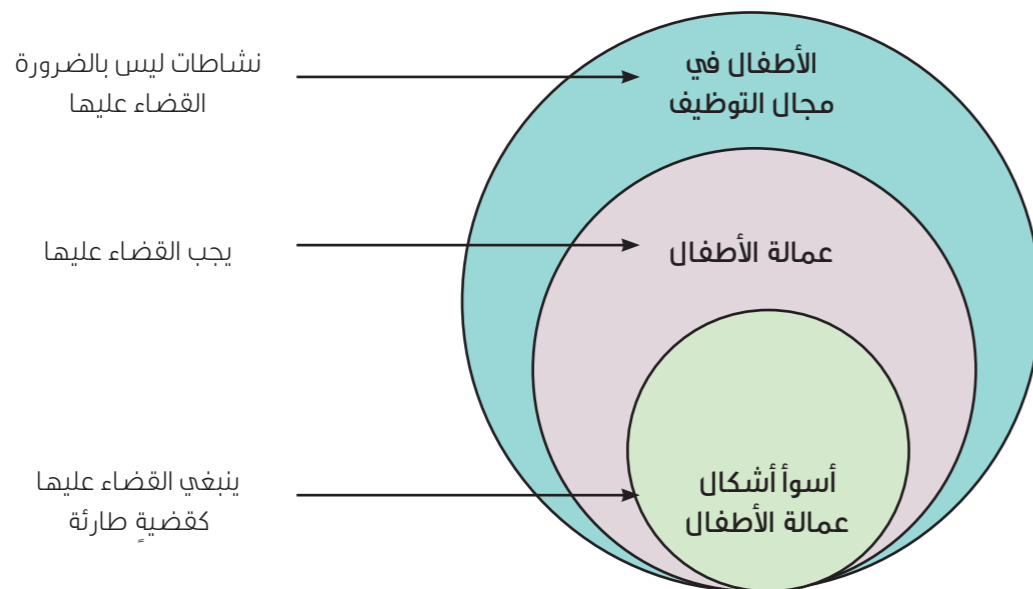 نشاطات ليس بالضرورة
القضاء عليها
الأطفال في
مجال التوظيف
يجب القضاء عليها
عمالة الأطفال
ينبغي القضاء عليها
كقضيةٍ طارئة
أسوأ أشكال
عمالة الأطفال